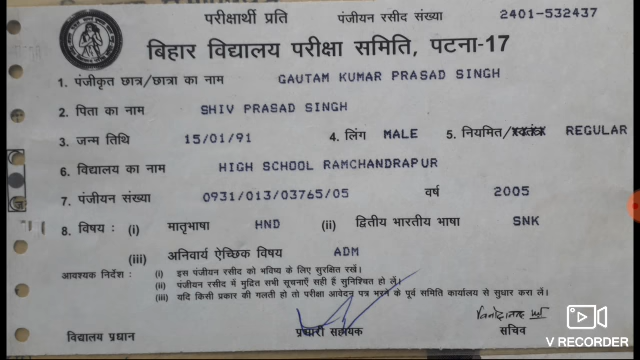 परीक्षार्थी प्रति पंजीयन रसीद संख्या 2401-532437
बिहार विद्यालय परीक्षा समिति, पटना-17
1. पंजीकृत छात्र/छात्रा का नाम GAUTAM KUMAR PRASAD SINGH
2. पिता का नाम SHIV PRASAD SINGH
3. जन्म तिथि 15/01/91 4. लिंग MALE 5. नियमित/ REGULAR
6. विद्यालय का नाम HIGH SCHOOL RAMCHANDRAPUR
7. पंजीयन संख्या 0931/013/03765/05 वर्ष 2005
8. विषय : (i) मातृभाषा HND (ii) द्वितीय भारतीय भाषा SNK
(iii) अनिवार्य ऐच्छिक विषय ADM
आवश्यक निर्देश : (i) इस पंजीयन रसीद को भविष्य के लिए सुरक्षित रखें।
(ii) पंजीयन रसीद में मुद्रित सभी सूचनाएँ सही हैं सुनिश्चित हो लें।
(iii) यदि किसी प्रकार की गलती हो तो परीक्षा आवेदन पत्र भरने के पूर्व समिति कार्यालय से सुधार करा लें।
विद्यालय प्रधान प्रभारी सहायक सचिव
V RECORDER